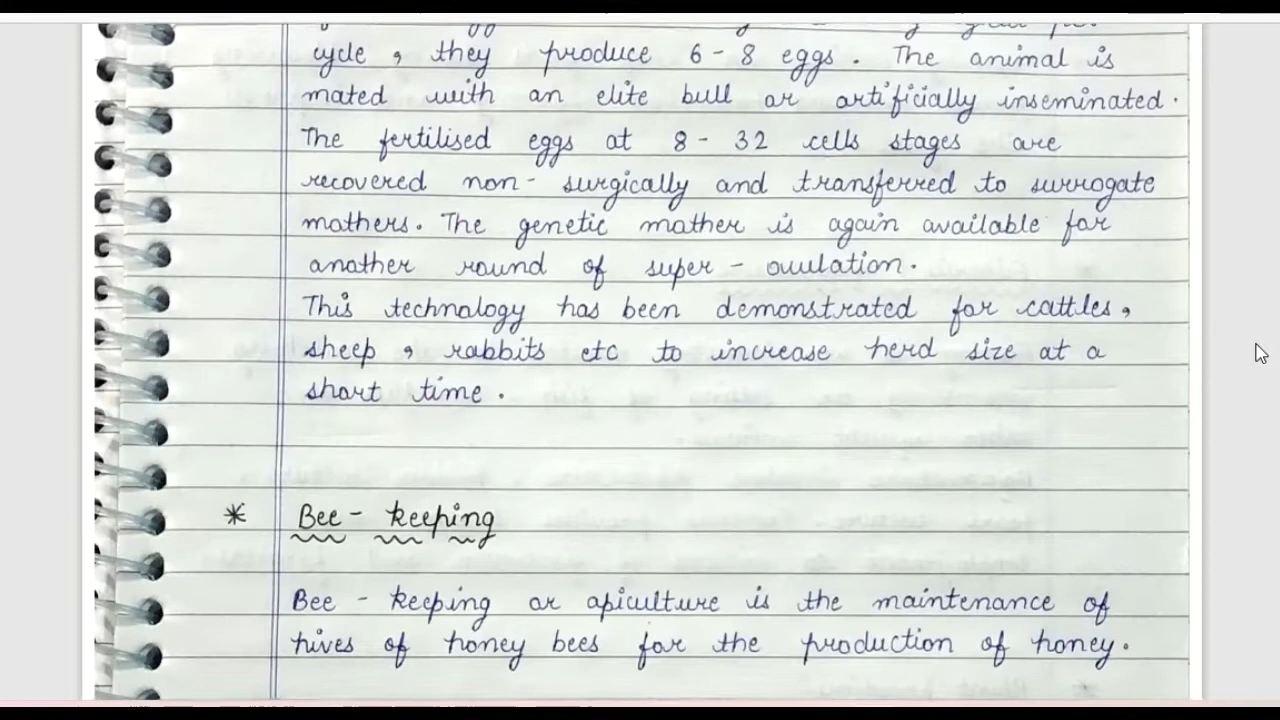 cycle, they produce 6-8 eggs. The animal is
mated with an elite bull or artificially inseminated.
The fertilised eggs at 8-32 cells stages are
recovered non-surgically and transferred to surrogate
mothers. The genetic mother is again available for
another round of super-ovulation.
This technology has been demonstrated for cattles,
sheep, rabbits etc to increase herd size at a
short time.
* Bee-keeping
Bee-keeping or apiculture is the maintenance of
hives of honey bees for the production of honey.